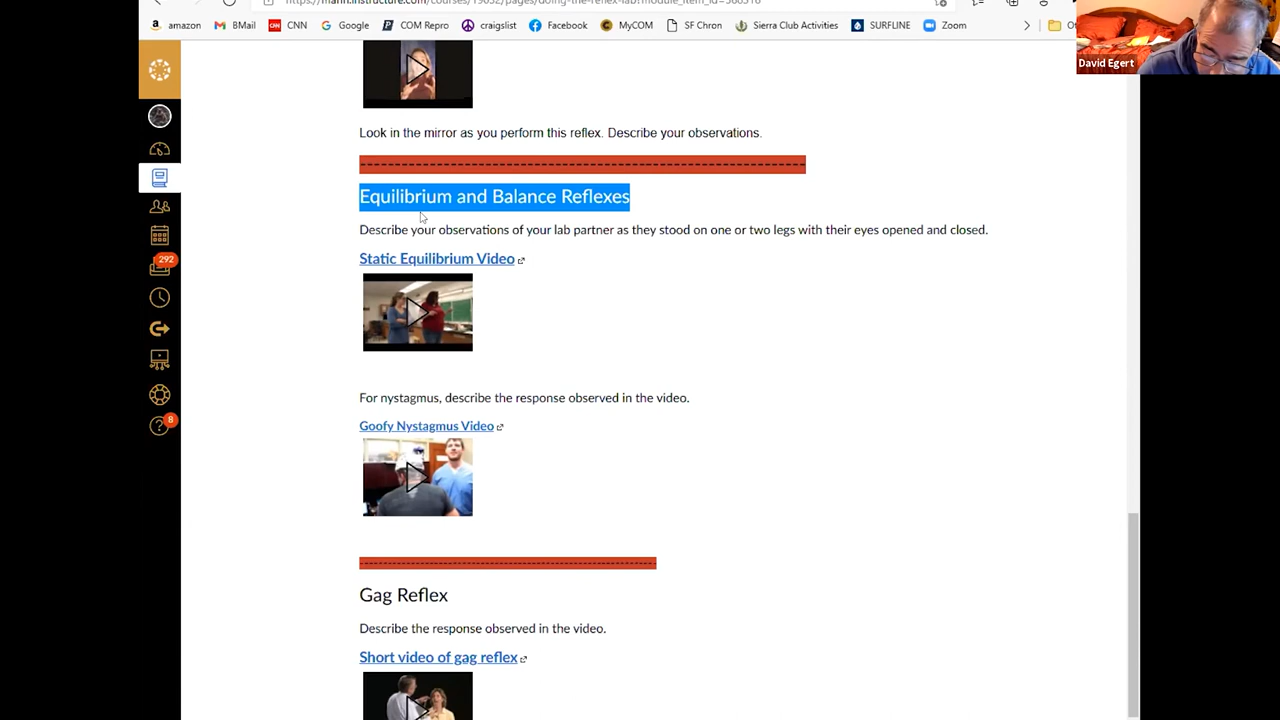 amazon BMail CNN Google COM Repro craigslist Facebook MyCOM SF Chron Sierra Club Activities SURFLINE Zoom
David Egert
Look in the mirror as you perform this reflex. Describe your observations.
Equilibrium and Balance Reflexes
Describe your observations of your lab partner as they stood on one or two legs with their eyes opened and closed.
Static Equilibrium Video
292
For nystagmus, describe the response observed in the video.
Goofy Nystagmus Video
8
Gag Reflex
Describe the response observed in the video.
Short video of gag reflex